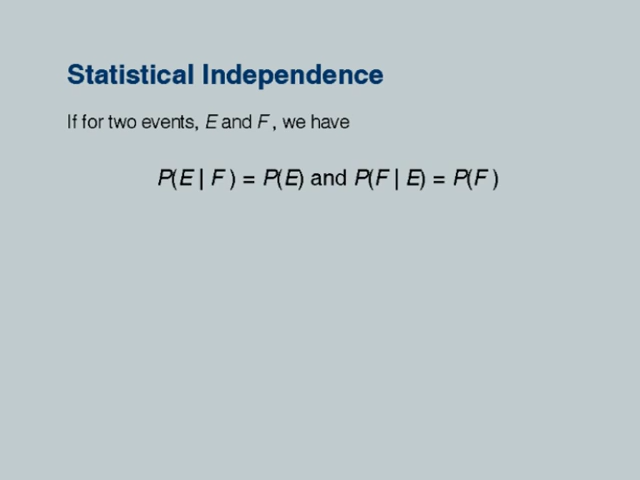 Statistical Independence
If for two events, E and F , we have
P(E | F ) = P(E) and P(F | E) = P(F )